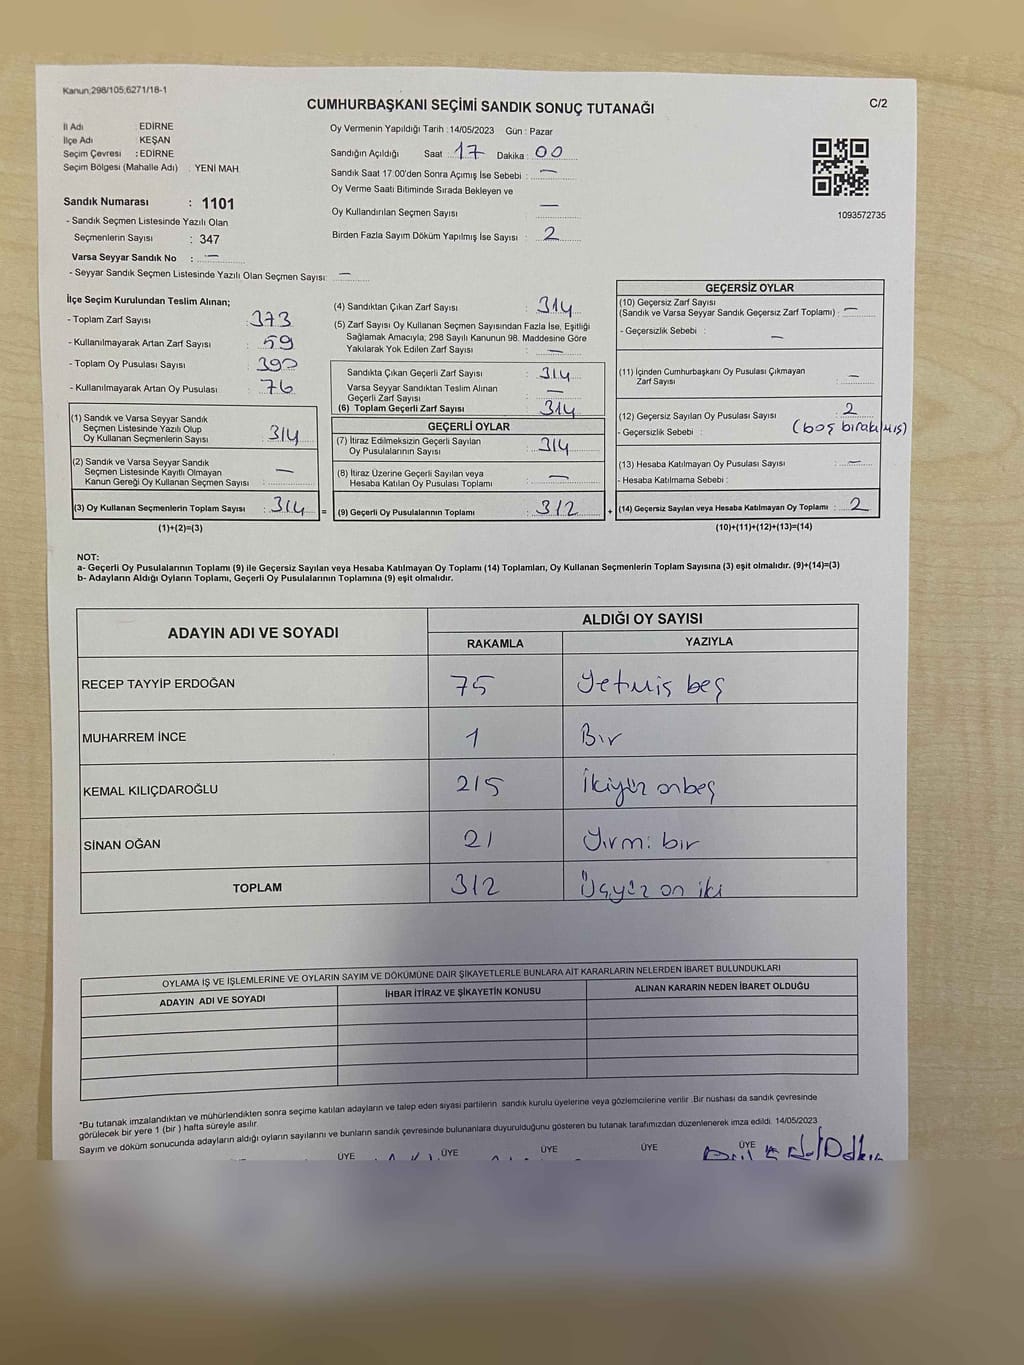 Kanun;298/105,6271/18-1
CUMHURBAŞKANI SEÇİMİ SANDIK SONUÇ TUTANAĞI
C/2
İl Adı : EDİRNE
İlçe Adı : KEŞAN
Seçim Çevresi : EDİRNE
Seçim Bölgesi (Mahalle Adı) : YENİ MAH.
Sandık Numarası : 1101
- Sandık Seçmen Listesinde Yazılı Olan
Seçmenlerin Sayısı : 347
Varsa Seyyar Sandık No : —
- Seyyar Sandık Seçmen Listesinde Yazılı Olan Seçmen Sayısı: —
Oy Vermenin Yapıldığı Tarih : 14/05/2023 Gün : Pazar
Sandığın Açıldığı Saat : 17 Dakika : 00
Sandık Saat 17:00'den Sonra Açımış İse Sebebi : —
Oy Verme Saati Bitiminde Sırada Bekleyen ve
Oy Kullandırılan Seçmen Sayısı —
Birden Fazla Sayım Döküm Yapılmış İse Sayısı : 2
1093572735
İlçe Seçim Kurulundan Teslim Alınan;
- Toplam Zarf Sayısı : 373
- Kullanılmayarak Artan Zarf Sayısı : 59
- Toplam Oy Pusulası Sayısı : 390
- Kullanılmayarak Artan Oy Pusulası : 76
(1) Sandık ve Varsa Seyyar Sandık
Seçmen Listesinde Yazılı Olup
Oy Kullanan Seçmenlerin Sayısı : 314
(2) Sandık ve Varsa Seyyar Sandık
Seçmen Listesinde Kayıtlı Olmayan
Kanun Gereği Oy Kullanan Seçmen Sayısı : —
(3) Oy Kullanan Seçmenlerin Toplam Sayısı : 314 =
(1)+(2)=(3)
(4) Sandıktan Çıkan Zarf Sayısı : 314
(5) Zarf Sayısı Oy Kullanan Seçmen Sayısından Fazla İse, Eşitliği
Sağlamak Amacıyla, 298 Sayılı Kanunun 98. Maddesine Göre
Yakılarak Yok Edilen Zarf Sayısı : —
Sandıkta Çıkan Geçerli Zarf Sayısı : 314
Varsa Seyyar Sandıktan Teslim Alınan
Geçerli Zarf Sayısı : —
(6) Toplam Geçerli Zarf Sayısı : 314
GEÇERLİ OYLAR
(7) İtiraz Edilmeksizin Geçerli Sayılan
Oy Pusulalarının Sayısı : 314
(8) İtiraz Üzerine Geçerli Sayılan veya
Hesaba Katılan Oy Pusulası Toplamı : —
(9) Geçerli Oy Pusulalarının Toplamı : 312 +
GEÇERSİZ OYLAR
(10) Geçersiz Zarf Sayısı
(Sandık ve Varsa Seyyar Sandık Geçersiz Zarf Toplamı) : —
- Geçersizlik Sebebi : —
(11) İçinden Cumhurbaşkanı Oy Pusulası Çıkmayan
Zarf Sayısı : —
(12) Geçersiz Sayılan Oy Pusulası Sayısı : 2
- Geçersizlik Sebebi : (boş bırakılmış)
(13) Hesaba Katılmayan Oy Pusulası Sayısı : —
- Hesaba Katılmama Sebebi :
(14) Geçersiz Sayılan veya Hesaba Katılmayan Oy Toplamı : 2
(10)+(11)+(12)+(13)=(14)
NOT:
a- Geçerli Oy Pusulalarının Toplamı (9) ile Geçersiz Sayılan veya Hesaba Katılmayan Oy Toplamı (14) Toplamları, Oy Kullanan Seçmenlerin Toplam Sayısına (3) eşit olmalıdır. (9)+(14)=(3)
b- Adayların Aldığı Oyların Toplamı, Geçerli Oy Pusulalarının Toplamına (9) eşit olmalıdır.
ADAYIN ADI VE SOYADI
ALDIĞI OY SAYISI
RAKAMLA YAZIYLA
RECEP TAYYİP ERDOĞAN 75 Yetmiş beş
MUHARREM İNCE 1 Bir
KEMAL KILIÇDAROĞLU 215 İkiyüz onbeş
SİNAN OĞAN 21 Yirmi bir
TOPLAM 312 Üçyüz on iki
OYLAMA İŞ VE İŞLEMLERİNE VE OYLARIN SAYIM VE DÖKÜMÜNE DAİR ŞİKAYETLERLE BUNLARA AİT KARARLARIN NELERDEN İBARET BULUNDUKLARI
ADAYIN ADI VE SOYADI İHBAR İTİRAZ VE ŞİKAYETİN KONUSU ALINAN KARARIN NEDEN İBARET OLDUĞU
*Bu tutanak imzalandıktan ve mühürlendikten sonra seçime katılan adayların ve talep eden siyasi partilerin sandık kurulu üyelerine veya gözlemcilerine verilir .Bir nushası da sandık çevresinde
görülecek bir yere 1 (bir ) hafta süreyle asılır.
Sayım ve döküm sonucunda adayların aldığı oyların sayılarını ve bunların sandık çevresinde bulunanlara duyurulduğunu gösteren bu tutanak tarafımızdan düzenlenerek imza edildi. 14/05/2023
ÜYE ÜYE ÜYE ÜYE ÜYE